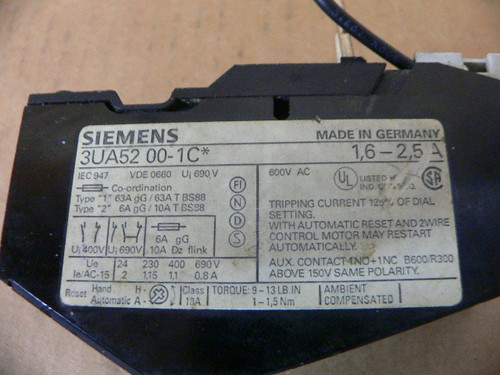 SIEMENS
MADE IN GERMANY
3UA52 00-1C*
1,6-2,5 A
IEC 947 VDE 0660 Ui 690 V
600V AC
UL LISTED
Co-ordination
Type "1" 63A gG / 63A T BS88
Type "2" 6A gG / 10A T BS88
FI N D S
TRIPPING CURRENT 125% OF DIAL
SETTING.
WITH AUTOMATIC RESET AND 2WIRE
CONTROL MOTOR MAY RESTART
AUTOMATICALLY.
6A gG
Ui 400V Ui 690V 10A Dz flink
AUX. CONTACT 1NO+1NC B600/R300
ABOVE 150V SAME POLARITY.
Ue 24 230 400 690 V
Ie/AC-15 2 1.15 1,1 0.8 A
Reset Hand H-
Automatic A-
Class
10A
TORQUE: 9-13 LB.IN
1-1,5 Nm
AMBIENT
COMPENSATED